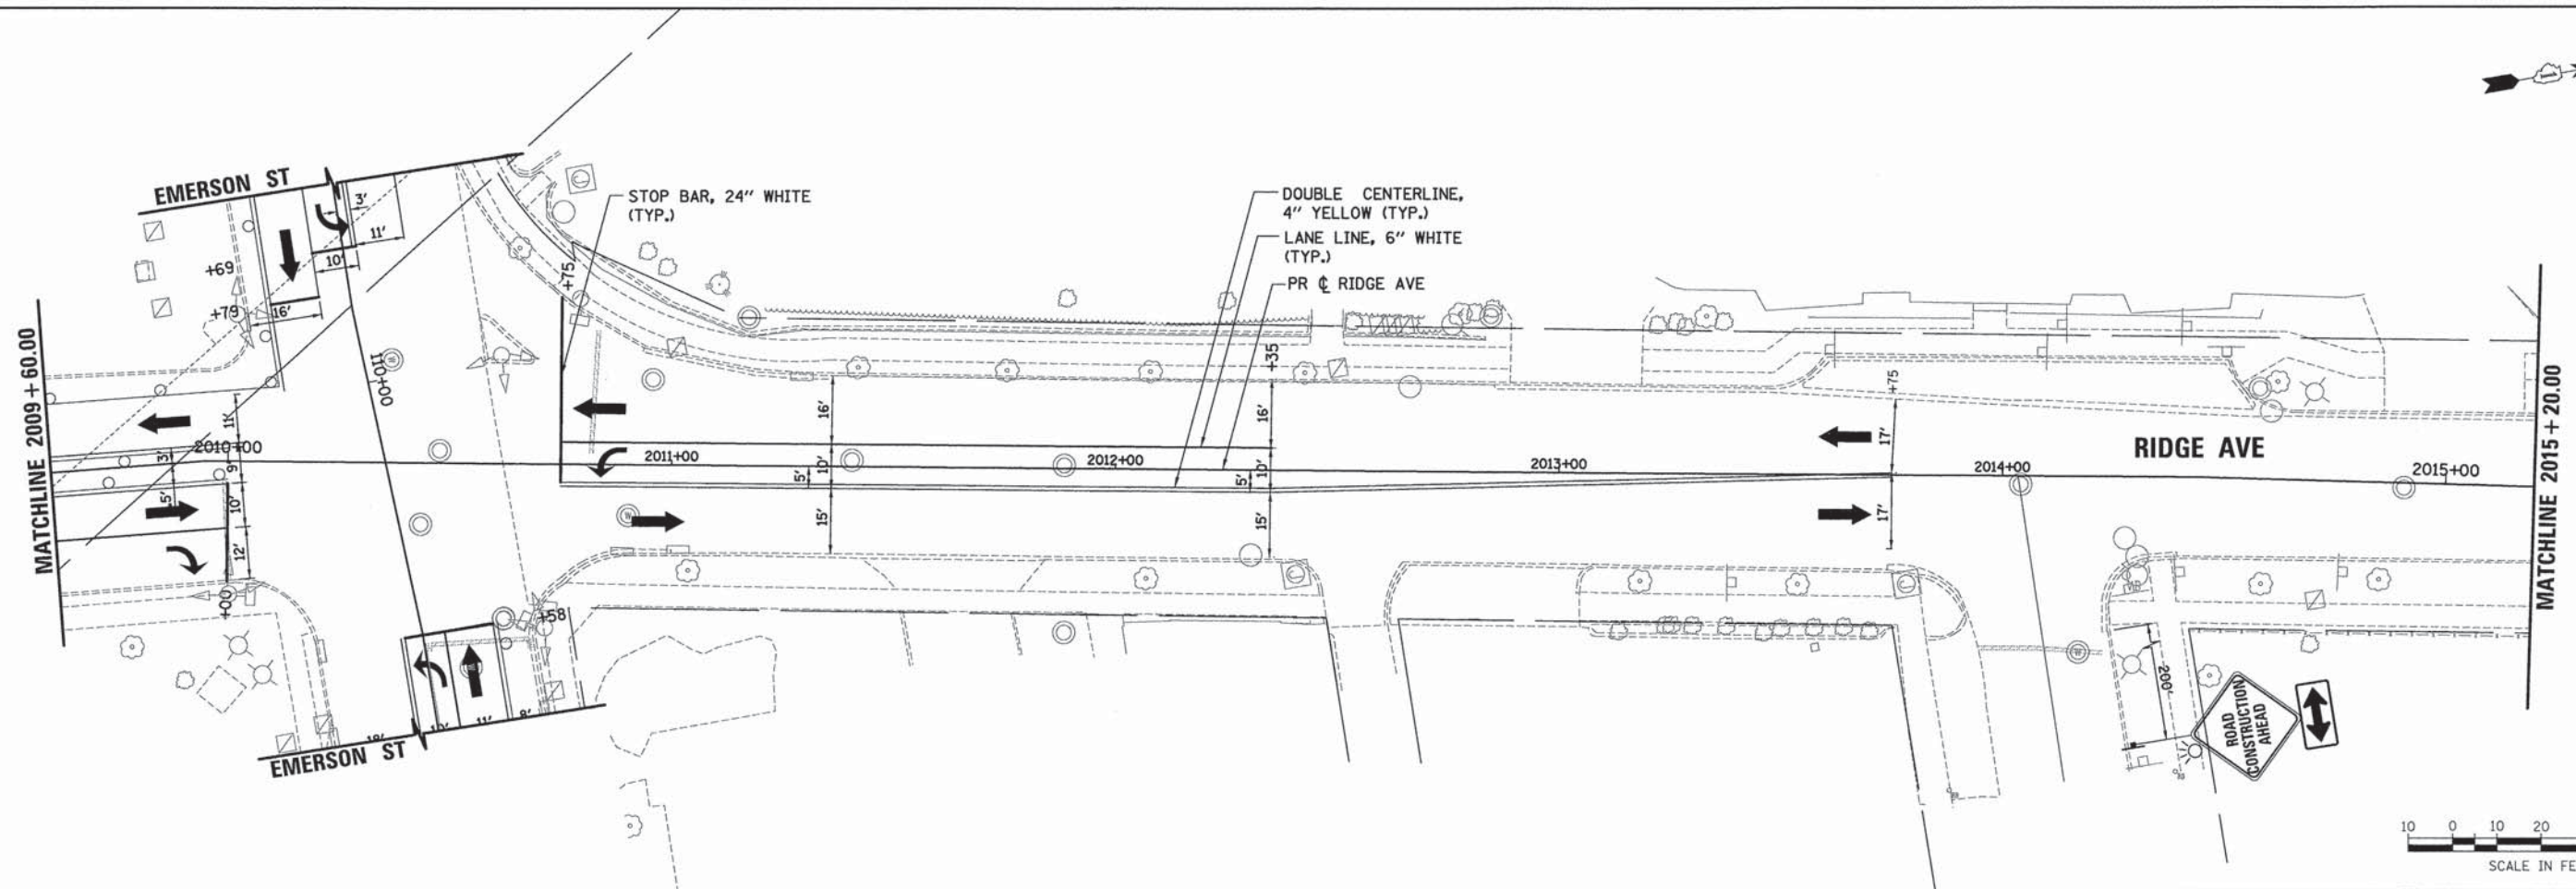 EMERSON ST
3'
11'
10'
16'
+69
+79
110+00
MATCHLINE 2009+60.00
11'
2010+00
3'
9'
5'
10'
12'
+00
STOP BAR, 24" WHITE
(TYP.)
+75
DOUBLE CENTERLINE,
4" YELLOW (TYP.)
LANE LINE, 6" WHITE
(TYP.)
PR ℄ RIDGE AVE
+35
16'
10'
5'
15'
16'
10'
5'
15'
2011+00
2012+00
2013+00
+75
17'
17'
2014+00
RIDGE AVE
2015+00
MATCHLINE 2015+20.00
W
W
W
+58
11'
8'
EMERSON ST
200'
ROAD
CONSTRUCTION
AHEAD
10 0 10 20
SCALE IN FE